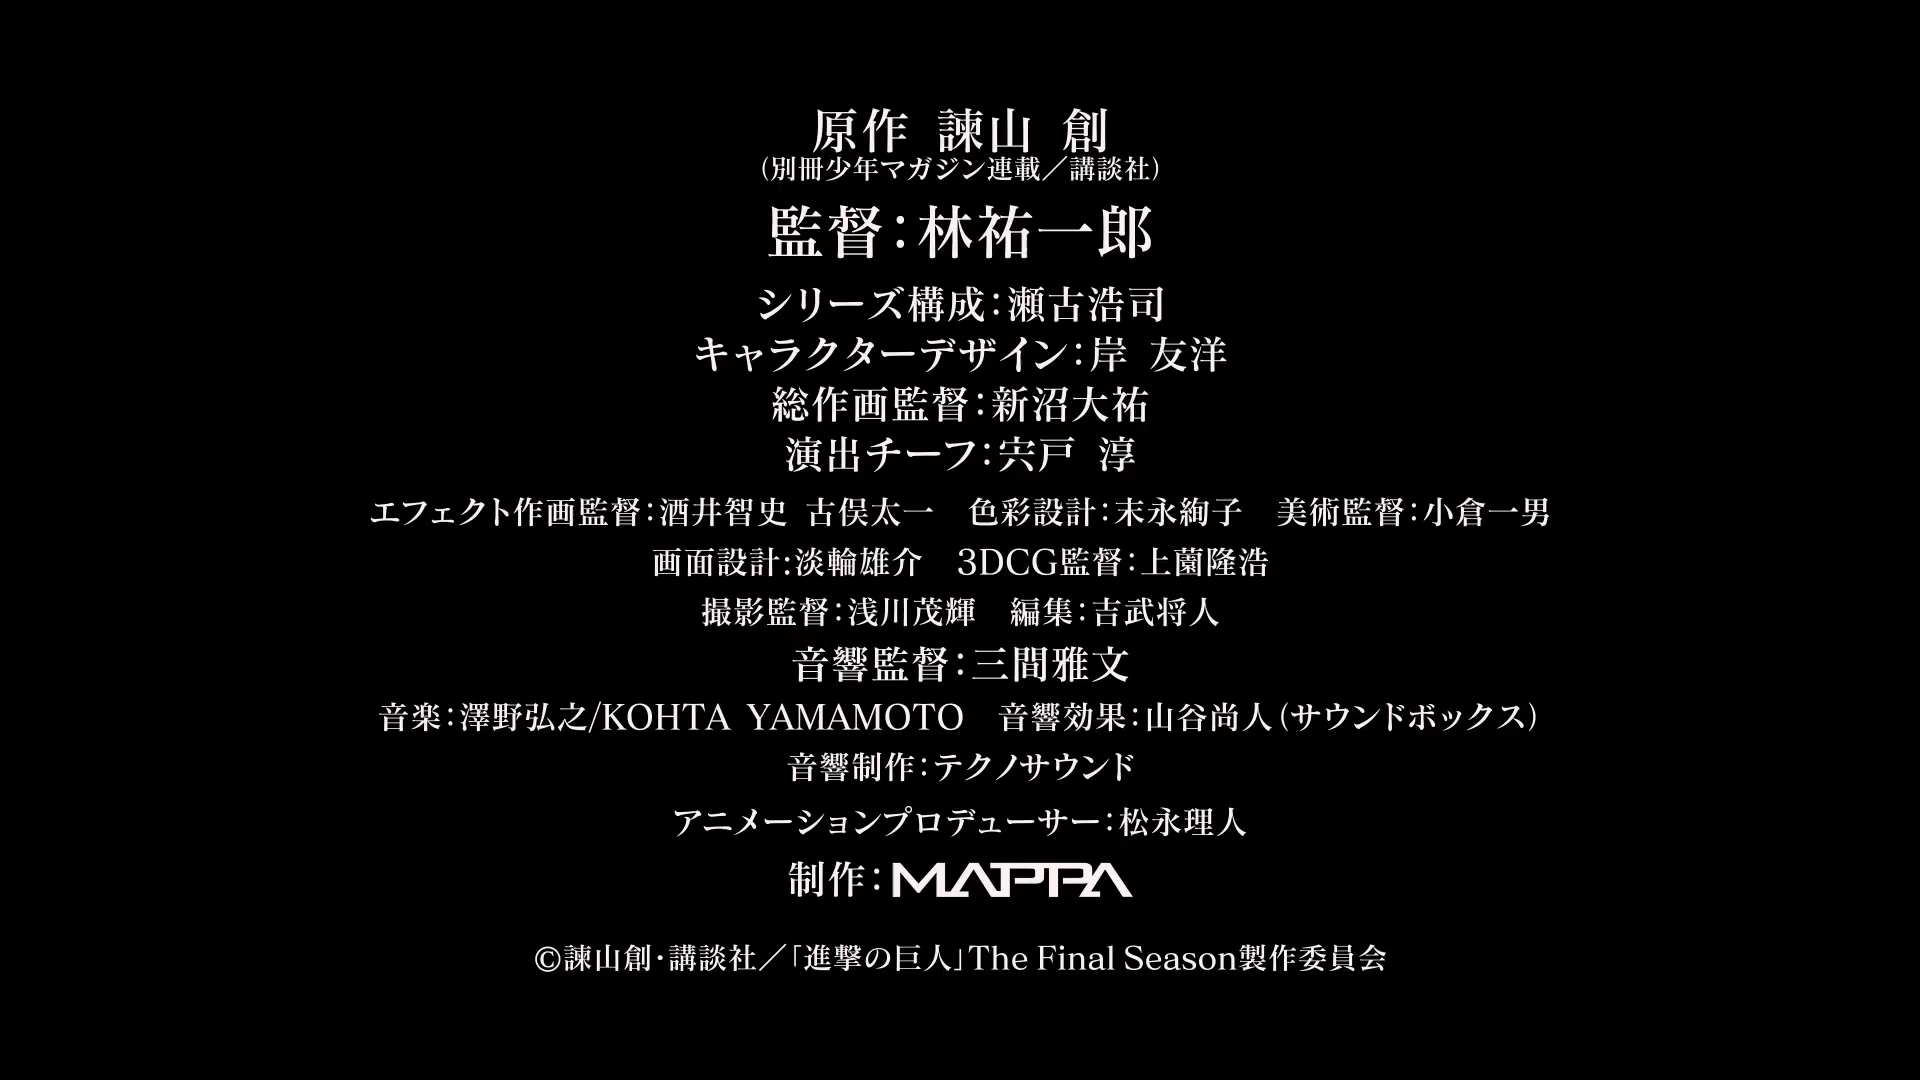 原作 諫山 創
(別冊少年マガジン連載／講談社)
監督：林祐一郎
シリーズ構成：瀬古浩司
キャラクターデザイン：岸 友洋
総作画監督：新沼大祐
演出チーフ：宍戸 淳
エフェクト作画監督：酒井智史 古俣太一　色彩設計：末永絢子　美術監督：小倉一男
画面設計:淡輪雄介　3DCG監督：上薗隆浩
撮影監督：浅川茂輝　編集：吉武将人
音響監督：三間雅文
音楽：澤野弘之/KOHTA YAMAMOTO　音響効果：山谷尚人(サウンドボックス)
音響制作：テクノサウンド
アニメーションプロデューサー：松永理人
制作：MAPPA
©諫山創･講談社／｢進撃の巨人｣The Final Season製作委員会